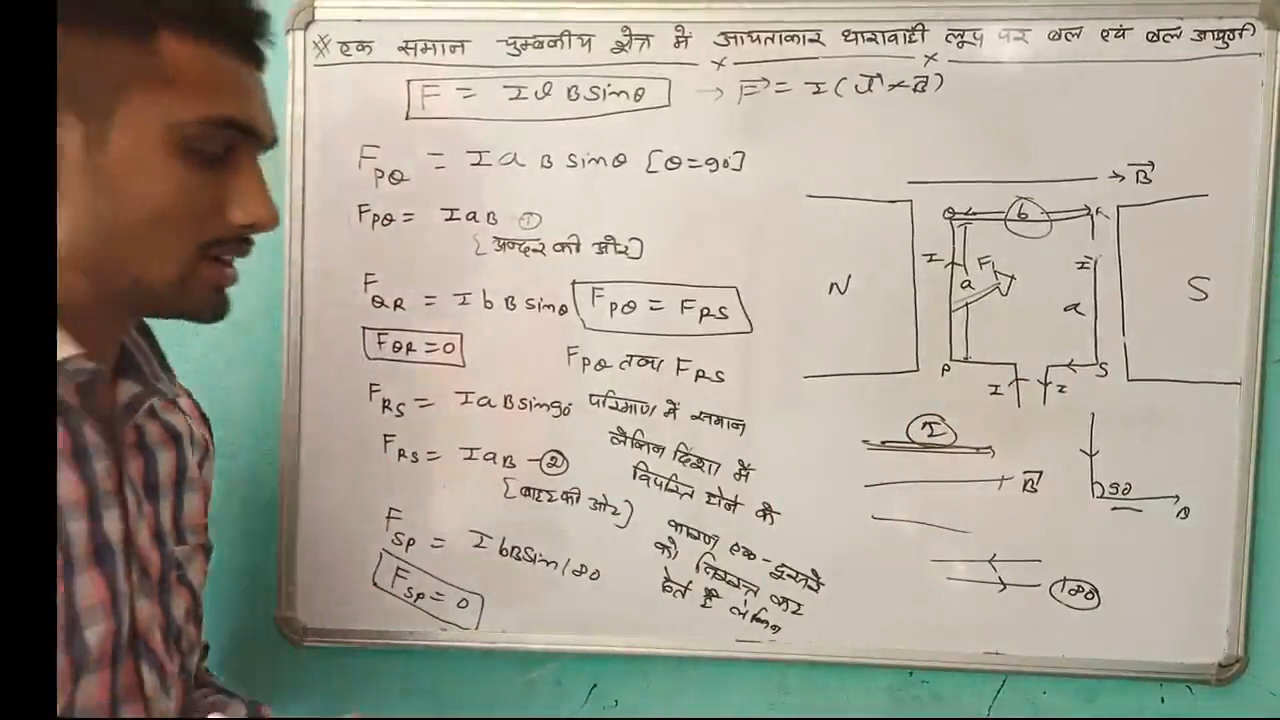 * एक समान चुम्बकीय क्षेत्र में आयताकार धारावाही लूप पर बल एवं बल आघुर्ण
F = IlBsinθ → F→ = I(l→×B→)
F_PQ = IaBsinθ [θ=90°]
F_PQ = IaB ①
{अन्दर की ओर}
F_QR = IbBsinθ
F_QR = 0
F_RS = IaBsin90°
F_RS = IaB -②
{बाहर की ओर}
F_SP = IbBsin180
F_SP = 0
F_PQ = F_RS
F_PQ तथा F_RS
परिमाण में समान
लेकिन दिशा में
विपरित होने के
कारण एक-दूसरे
को निरस्त कर
देते हैं लेकिन
→ B→
Q b R
I F a I
N a S
P S
I I
I
B→
90
B
180